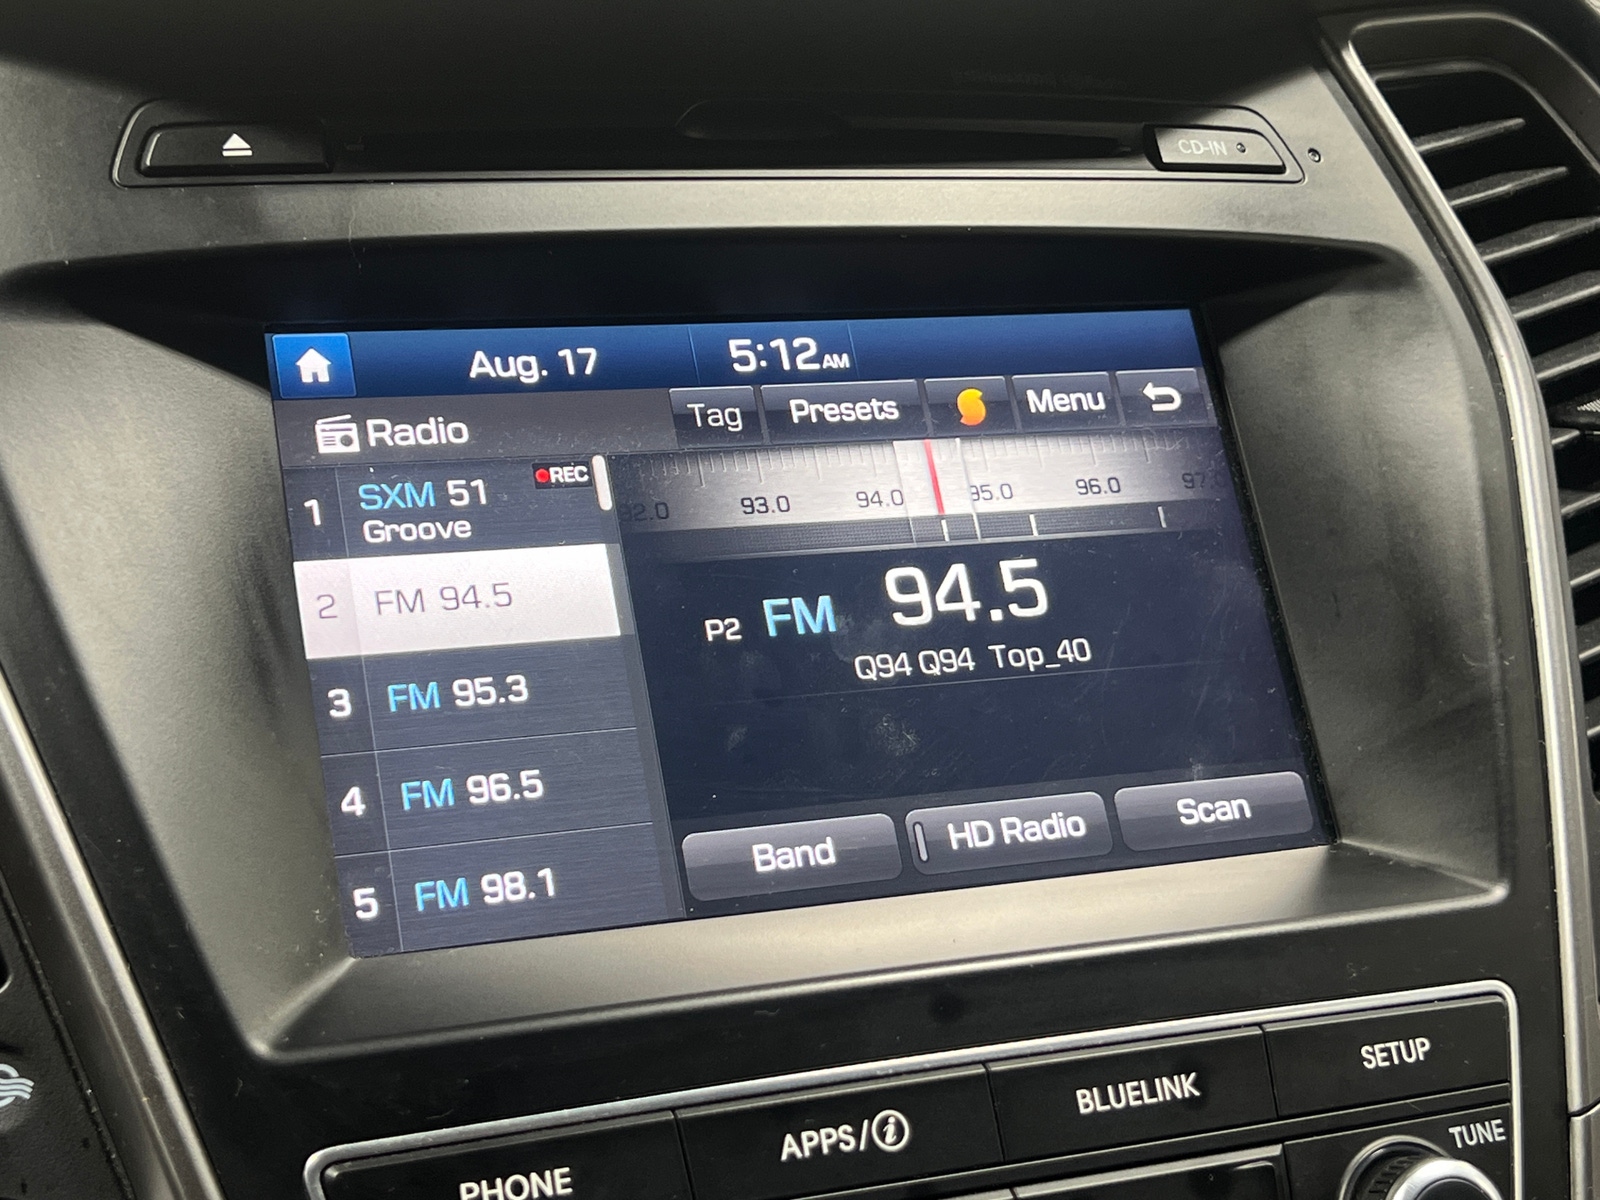 CD-IN
Aug. 17 5:12 AM
Radio Tag Presets Menu
1 SXM 51 REC
Groove
2 FM 94.5
3 FM 95.3
4 FM 96.5
5 FM 98.1
93.0 94.0 95.0 96.0
P2 FM 94.5
Q94 Q94 Top_40
Band HD Radio Scan
PHONE APPS/i BLUELINK SETUP
TUNE